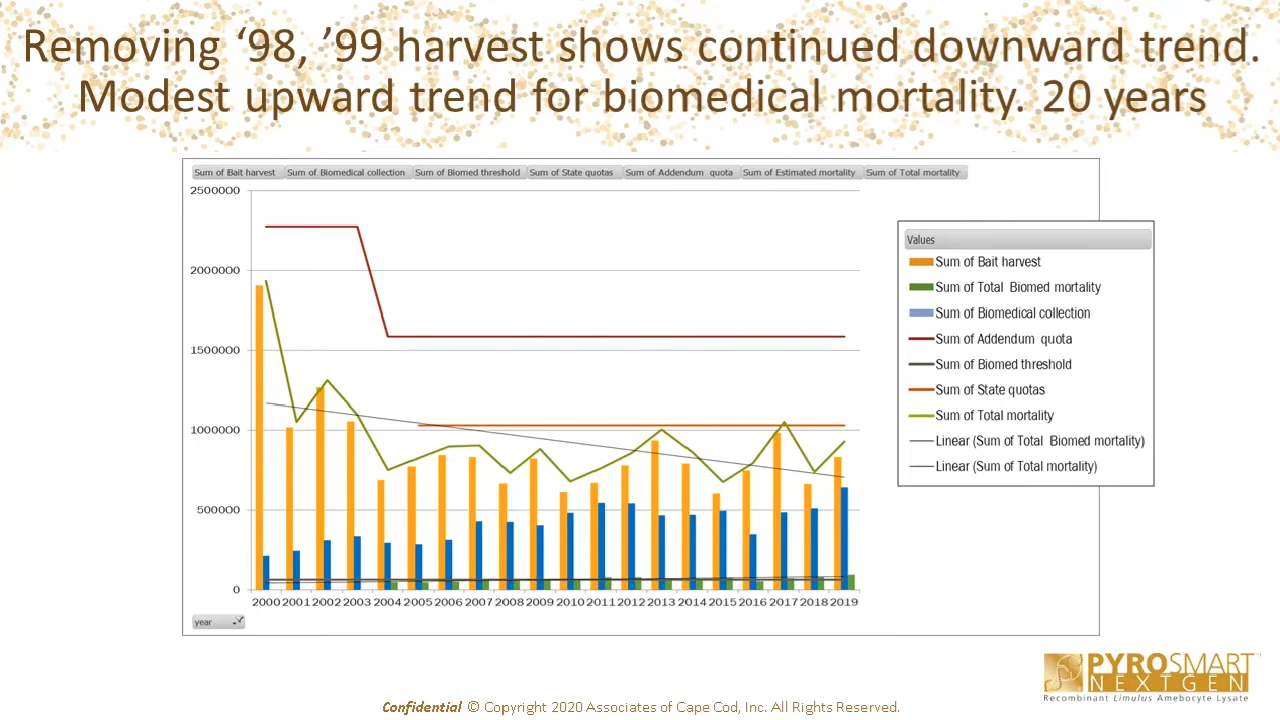 Removing ‘98, ’99 harvest shows continued downward trend.
Modest upward trend for biomedical mortality. 20 years
Sum of Bait harvest Sum of Biomedical collection Sum of Biomed threshold Sum of State quotas Sum of Addendum quota Sum of Estimated mortality Sum of Total mortality
2500000
2000000
1500000
1000000
500000
0
2000 2001 2002 2003 2004 2005 2006 2007 2008 2009 2010 2011 2012 2013 2014 2015 2016 2017 2018 2019
year
Values
Sum of Bait harvest
Sum of Total Biomed mortality
Sum of Biomedical collection
Sum of Addendum quota
Sum of Biomed threshold
Sum of State quotas
Sum of Total mortality
Linear (Sum of Total Biomed mortality)
Linear (Sum of Total mortality)
PYROSMART™
NEXTGEN
Recombinant Limulus Amebocyte Lysate
Confidential © Copyright 2020 Associates of Cape Cod, Inc. All Rights Reserved.